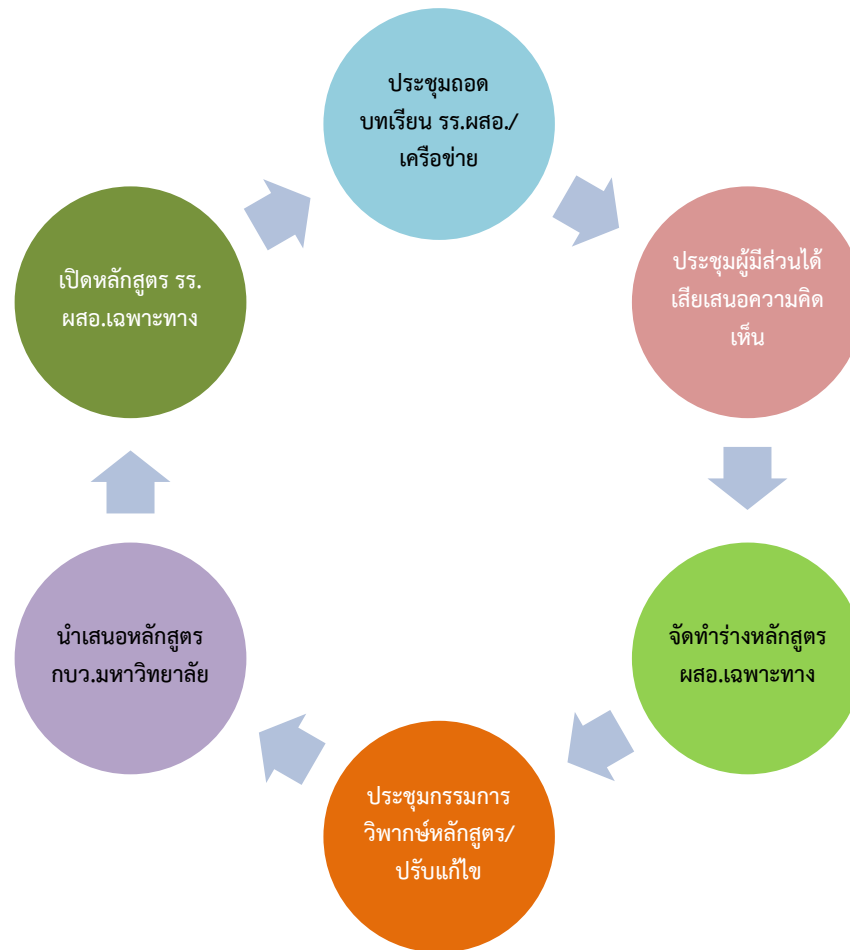 ประชุมถอด
บทเรียน รร.ผสอ./
เครือข่าย
ประชุมผู้มีส่วนได้
เสียเสนอความคิด
เห็น
จัดทำร่างหลักสูตร
ผสอ.เฉพาะทาง
ประชุมกรรมการ
วิพากษ์หลักสูตร/
ปรับแก้ไข
นำเสนอหลักสูตร
กบว.มหาวิทยาลัย
เปิดหลักสูตร รร.
ผสอ.เฉพาะทาง